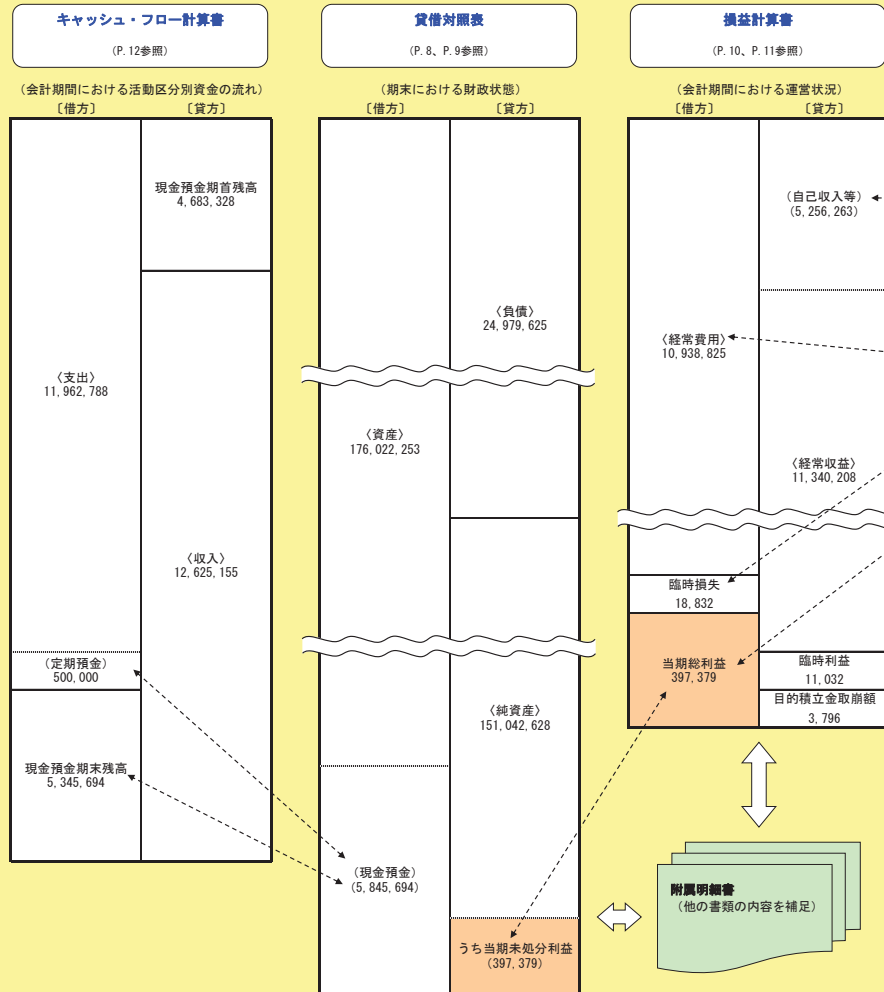 キャッシュ・フロー計算書
(P.12参照)
(会計期間における活動区分別資金の流れ)
〔借方〕 〔貸方〕
現金預金期首残高
4,683,328
〈支出〉
11,962,788
〈収入〉
12,625,155
(定期預金)
500,000
現金預金期末残高
5,345,694
貸借対照表
(P.8、P.9参照)
(期末における財政状態)
〔借方〕 〔貸方〕
〈負債〉
24,979,625
〈資産〉
176,022,253
〈純資産〉
151,042,628
(現金預金)
(5,845,694)
うち当期未処分利益
(397,379)
損益計算書
(P.10、P.11参照)
(会計期間における運営状況)
〔借方〕 〔貸方〕
(自己収入等)
(5,256,263)
〈経常費用〉
10,938,825
〈経常収益〉
11,340,208
臨時損失
18,832
当期総利益
397,379
臨時利益
11,032
目的積立金取崩額
3,796
附属明細書
(他の書類の内容を補足)